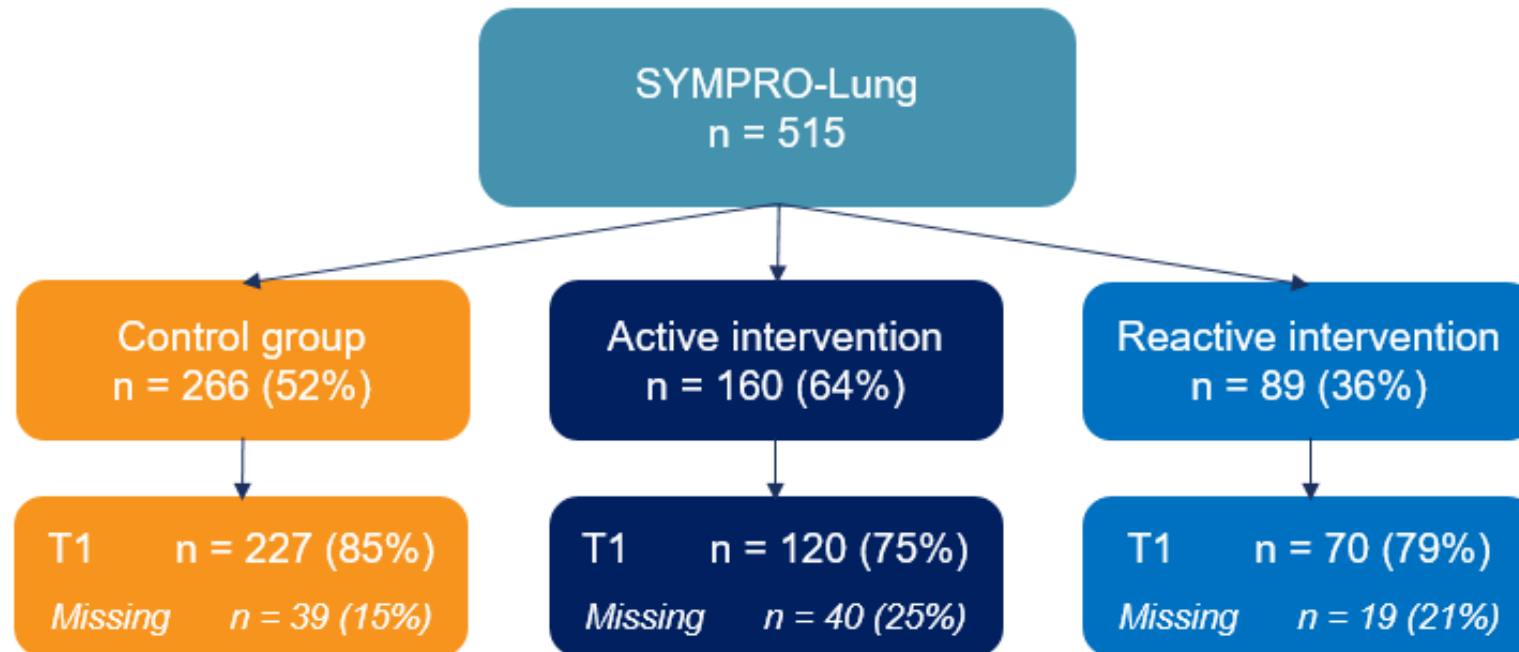 SYMPRO-Lung
n = 515
Control group
n = 266 (52%)
Active intervention
n = 160 (64%)
Reactive intervention
n = 89 (36%)
T1 n = 227 (85%)
Missing n = 39 (15%)
T1 n = 120 (75%)
Missing n = 40 (25%)
T1 n = 70 (79%)
Missing n = 19 (21%)